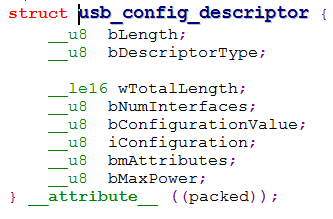 struct usb_config_descriptor {
__u8 bLength;
__u8 bDescriptorType;
__le16 wTotalLength;
__u8 bNumInterfaces;
__u8 bConfigurationValue;
__u8 iConfiguration;
__u8 bmAttributes;
__u8 bMaxPower;
} __attribute__ ((packed));